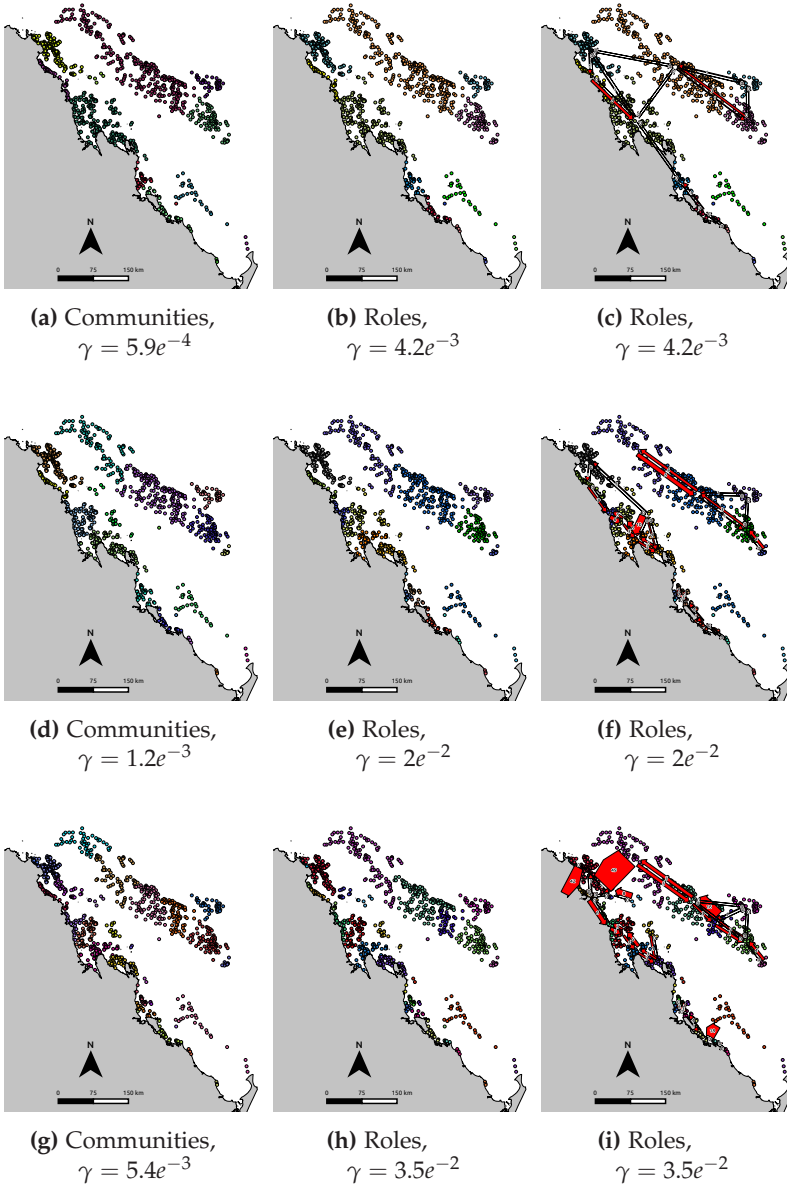 N
0 75 150 km
N
0 75 150 km
N
0 75 150 km
(a) Communities,
γ = 5.9e⁻⁴
(b) Roles,
γ = 4.2e⁻³
(c) Roles,
γ = 4.2e⁻³
N
0 75 150 km
N
0 75 150 km
N
0 75 150 km
(d) Communities,
γ = 1.2e⁻³
(e) Roles,
γ = 2e⁻²
(f) Roles,
γ = 2e⁻²
N
0 75 150 km
N
0 75 150 km
N
0 75 150 km
(g) Communities,
γ = 5.4e⁻³
(h) Roles,
γ = 3.5e⁻²
(i) Roles,
γ = 3.5e⁻²